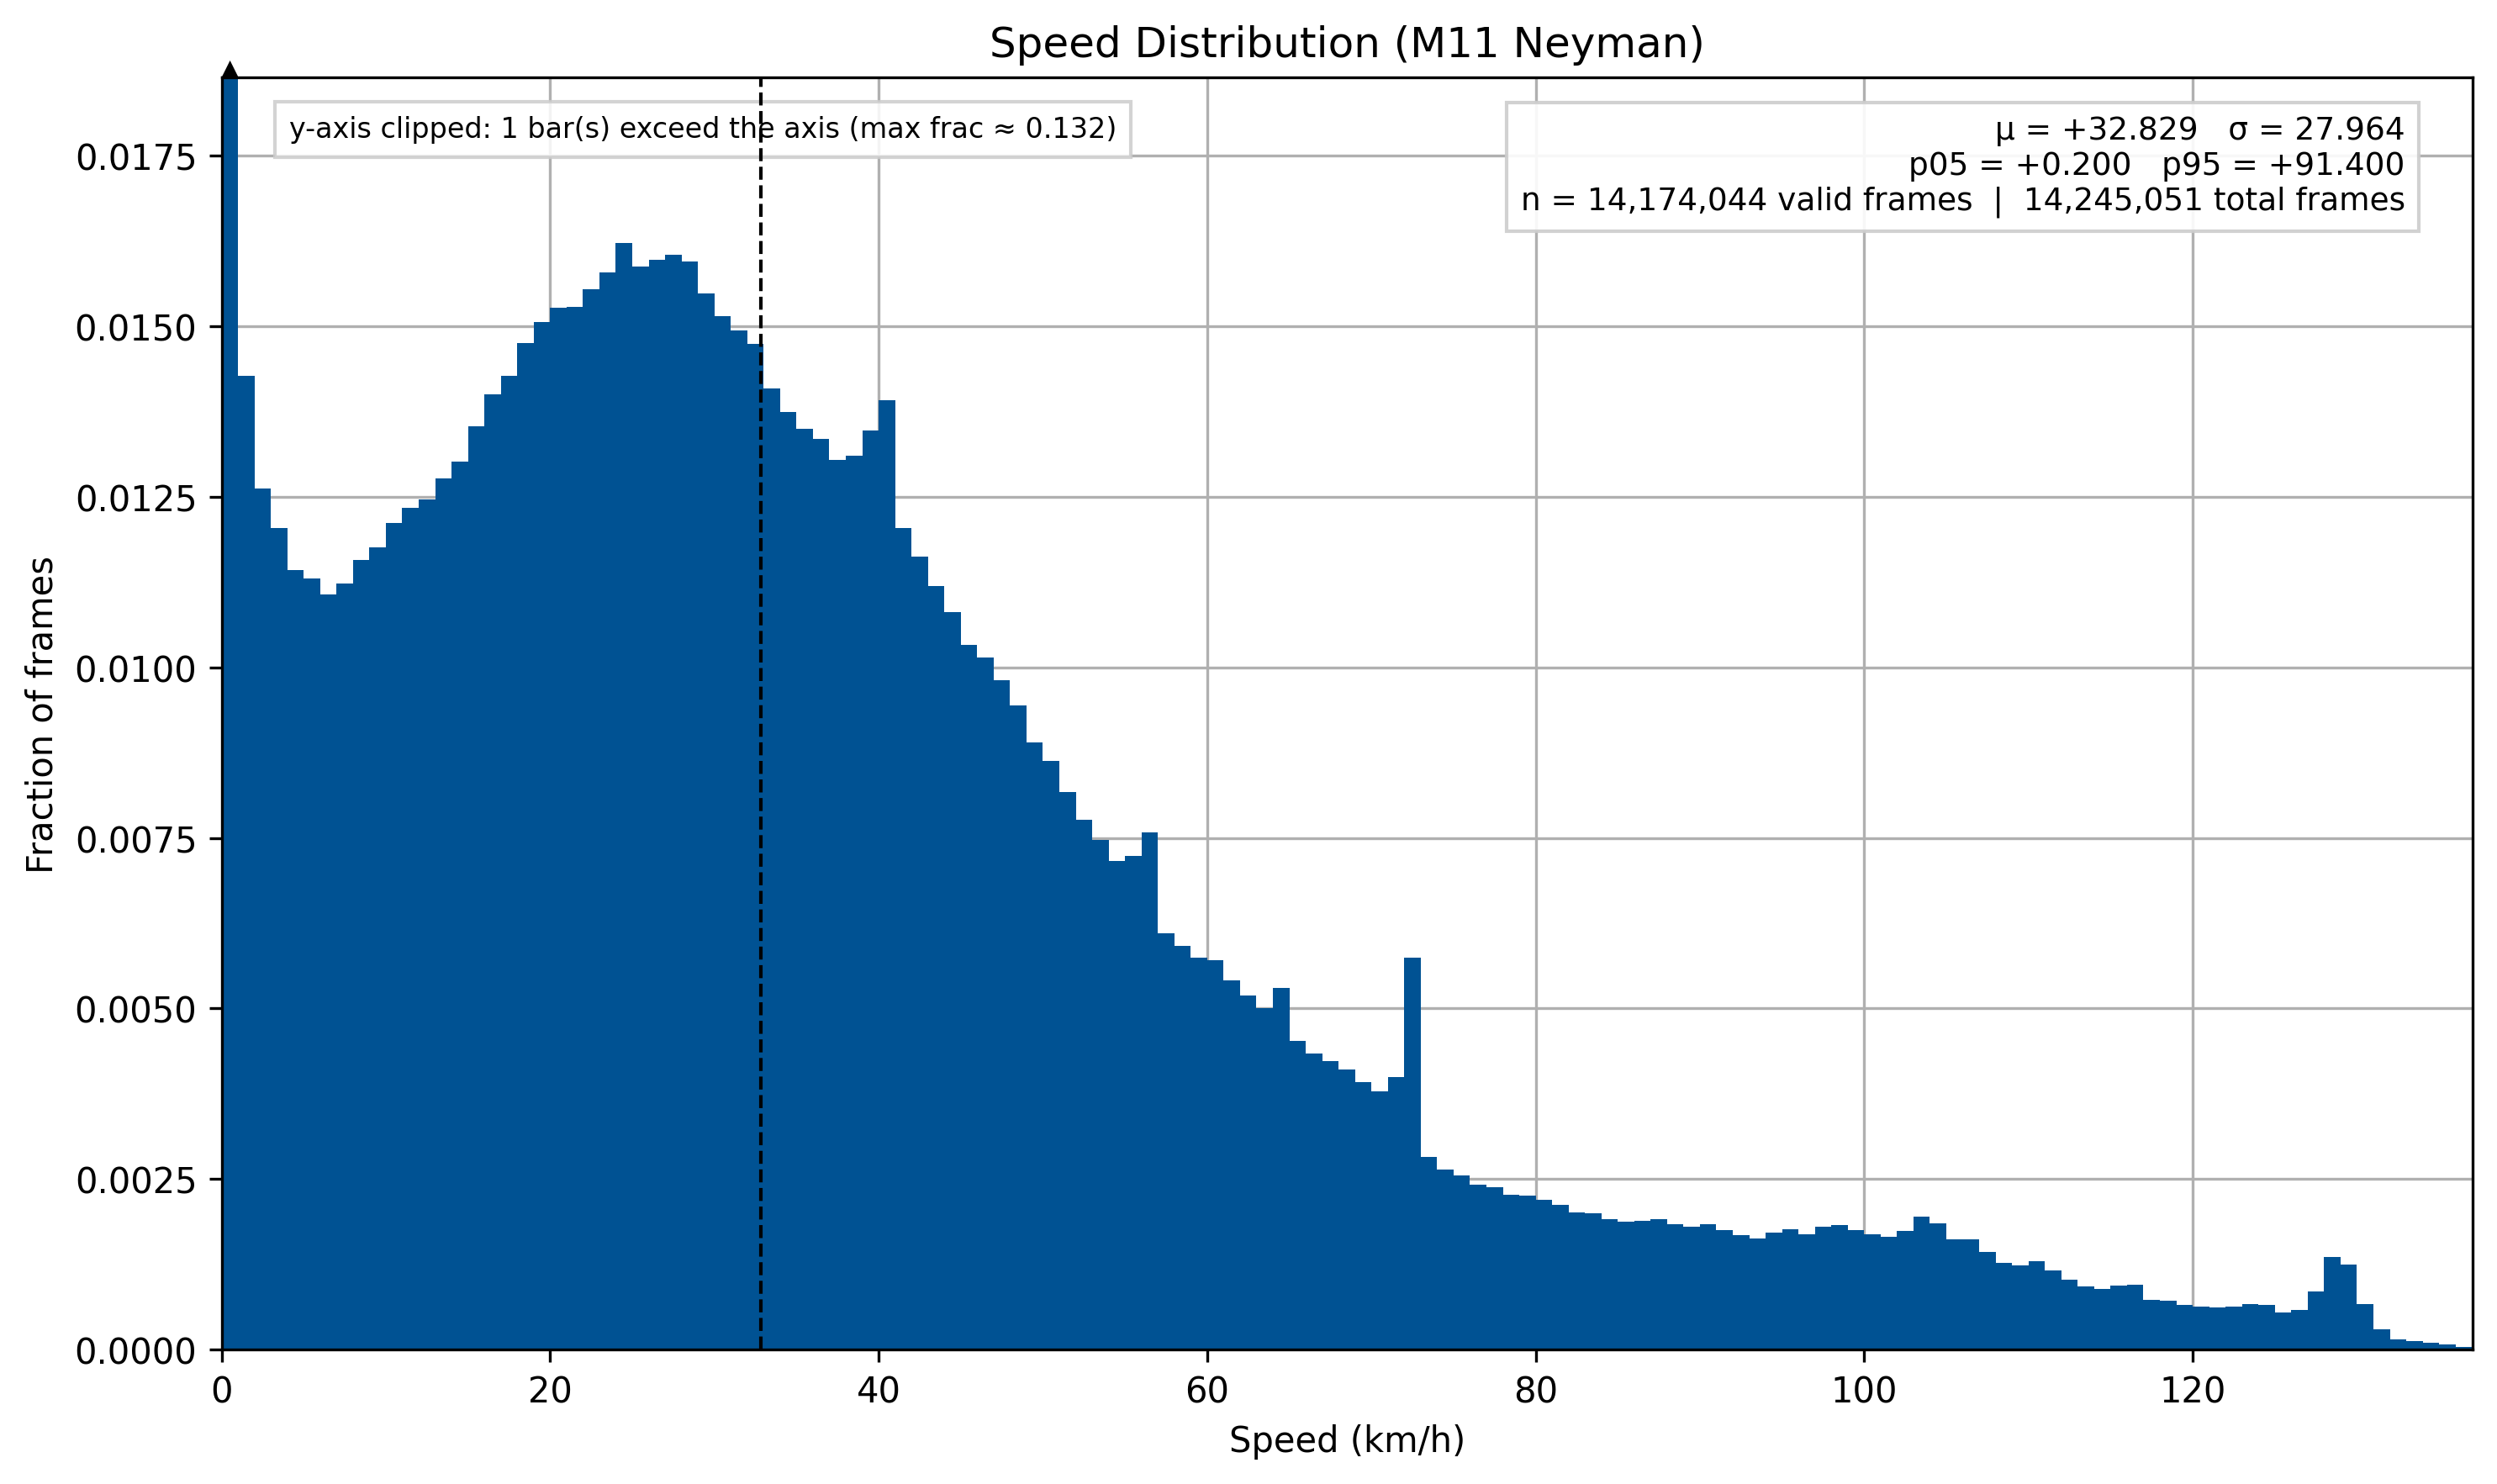 Speed Distribution (M11 Neyman)
y-axis clipped: 1 bar(s) exceed the axis (max frac ≈ 0.132)
μ = +32.829   σ = 27.964
p05 = +0.200   p95 = +91.400
n = 14,174,044 valid frames  |  14,245,051 total frames
Fraction of frames
0.0175
0.0150
0.0125
0.0100
0.0075
0.0050
0.0025
0.0000
0 20 40 60 80 100 120
Speed (km/h)